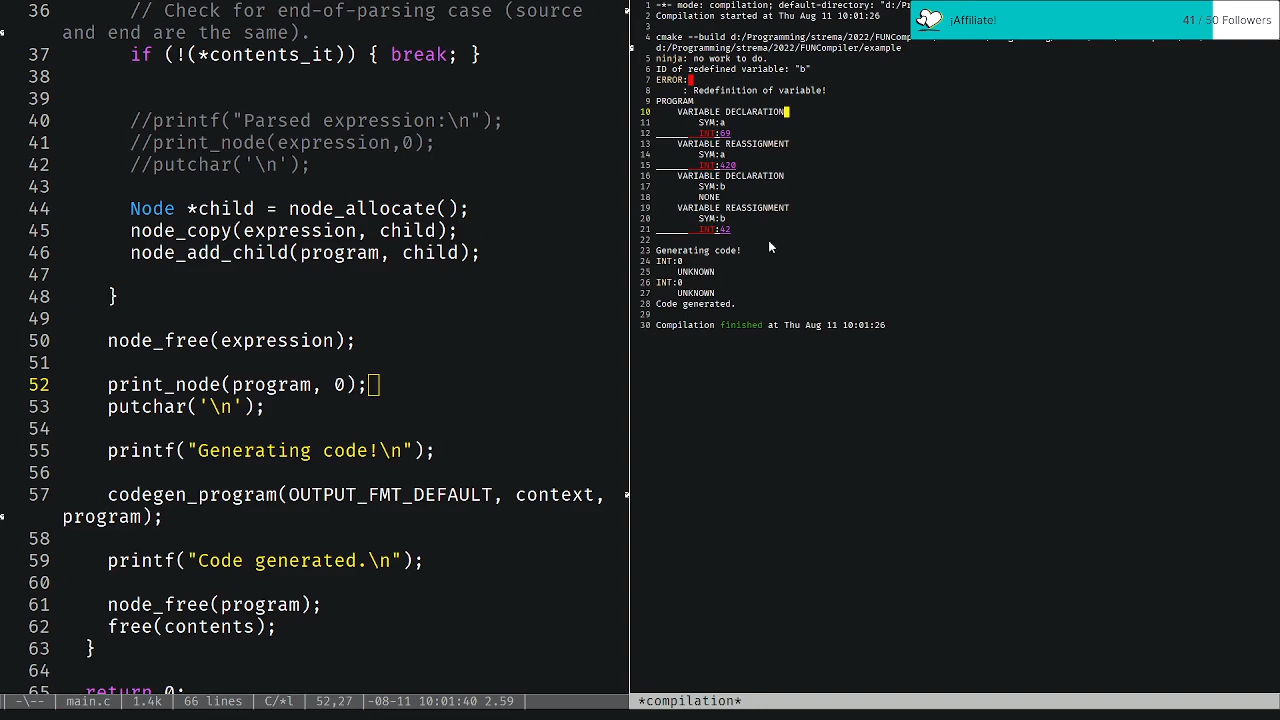 36 // Check for end-of-parsing case (source
and end are the same).
37 if (!(*contents_it)) { break; }
38
39
40 //printf("Parsed expression:\n");
41 //print_node(expression,0);
42 //putchar('\n');
43
44 Node *child = node_allocate();
45 node_copy(expression, child);
46 node_add_child(program, child);
47
48 }
49
50 node_free(expression);
51
52 print_node(program, 0);
53 putchar('\n');
54
55 printf("Generating code!\n");
56
57 codegen_program(OUTPUT_FMT_DEFAULT, context,
program);
58
59 printf("Code generated.\n");
60
61 node_free(program);
62 free(contents);
63 }
64
65 return 0;
-\-- main.c 1.4k 66 lines C/*l 52,27 -08-11 10:01:40 2.59
1 -*- mode: compilation; default-directory: "d:/
2 Compilation started at Thu Aug 11 10:01:26
3
4 cmake --build d:/Programming/strema/2022/FUNComp
d:/Programming/strema/2022/FUNCompiler/example
5 ninja: no work to do.
6 ID of redefined variable: "b"
7 ERROR:
8 : Redefinition of variable!
9 PROGRAM
10 VARIABLE DECLARATION
11 SYM:a
12 INT:69
13 VARIABLE REASSIGNMENT
14 SYM:a
15 INT:420
16 VARIABLE DECLARATION
17 SYM:b
18 NONE
19 VARIABLE REASSIGNMENT
20 SYM:b
21 INT:42
22
23 Generating code!
24 INT:0
25 UNKNOWN
26 INT:0
27 UNKNOWN
28 Code generated.
29
30 Compilation finished at Thu Aug 11 10:01:26
*compilation*
¡Affiliate!
41 / 50 Followers